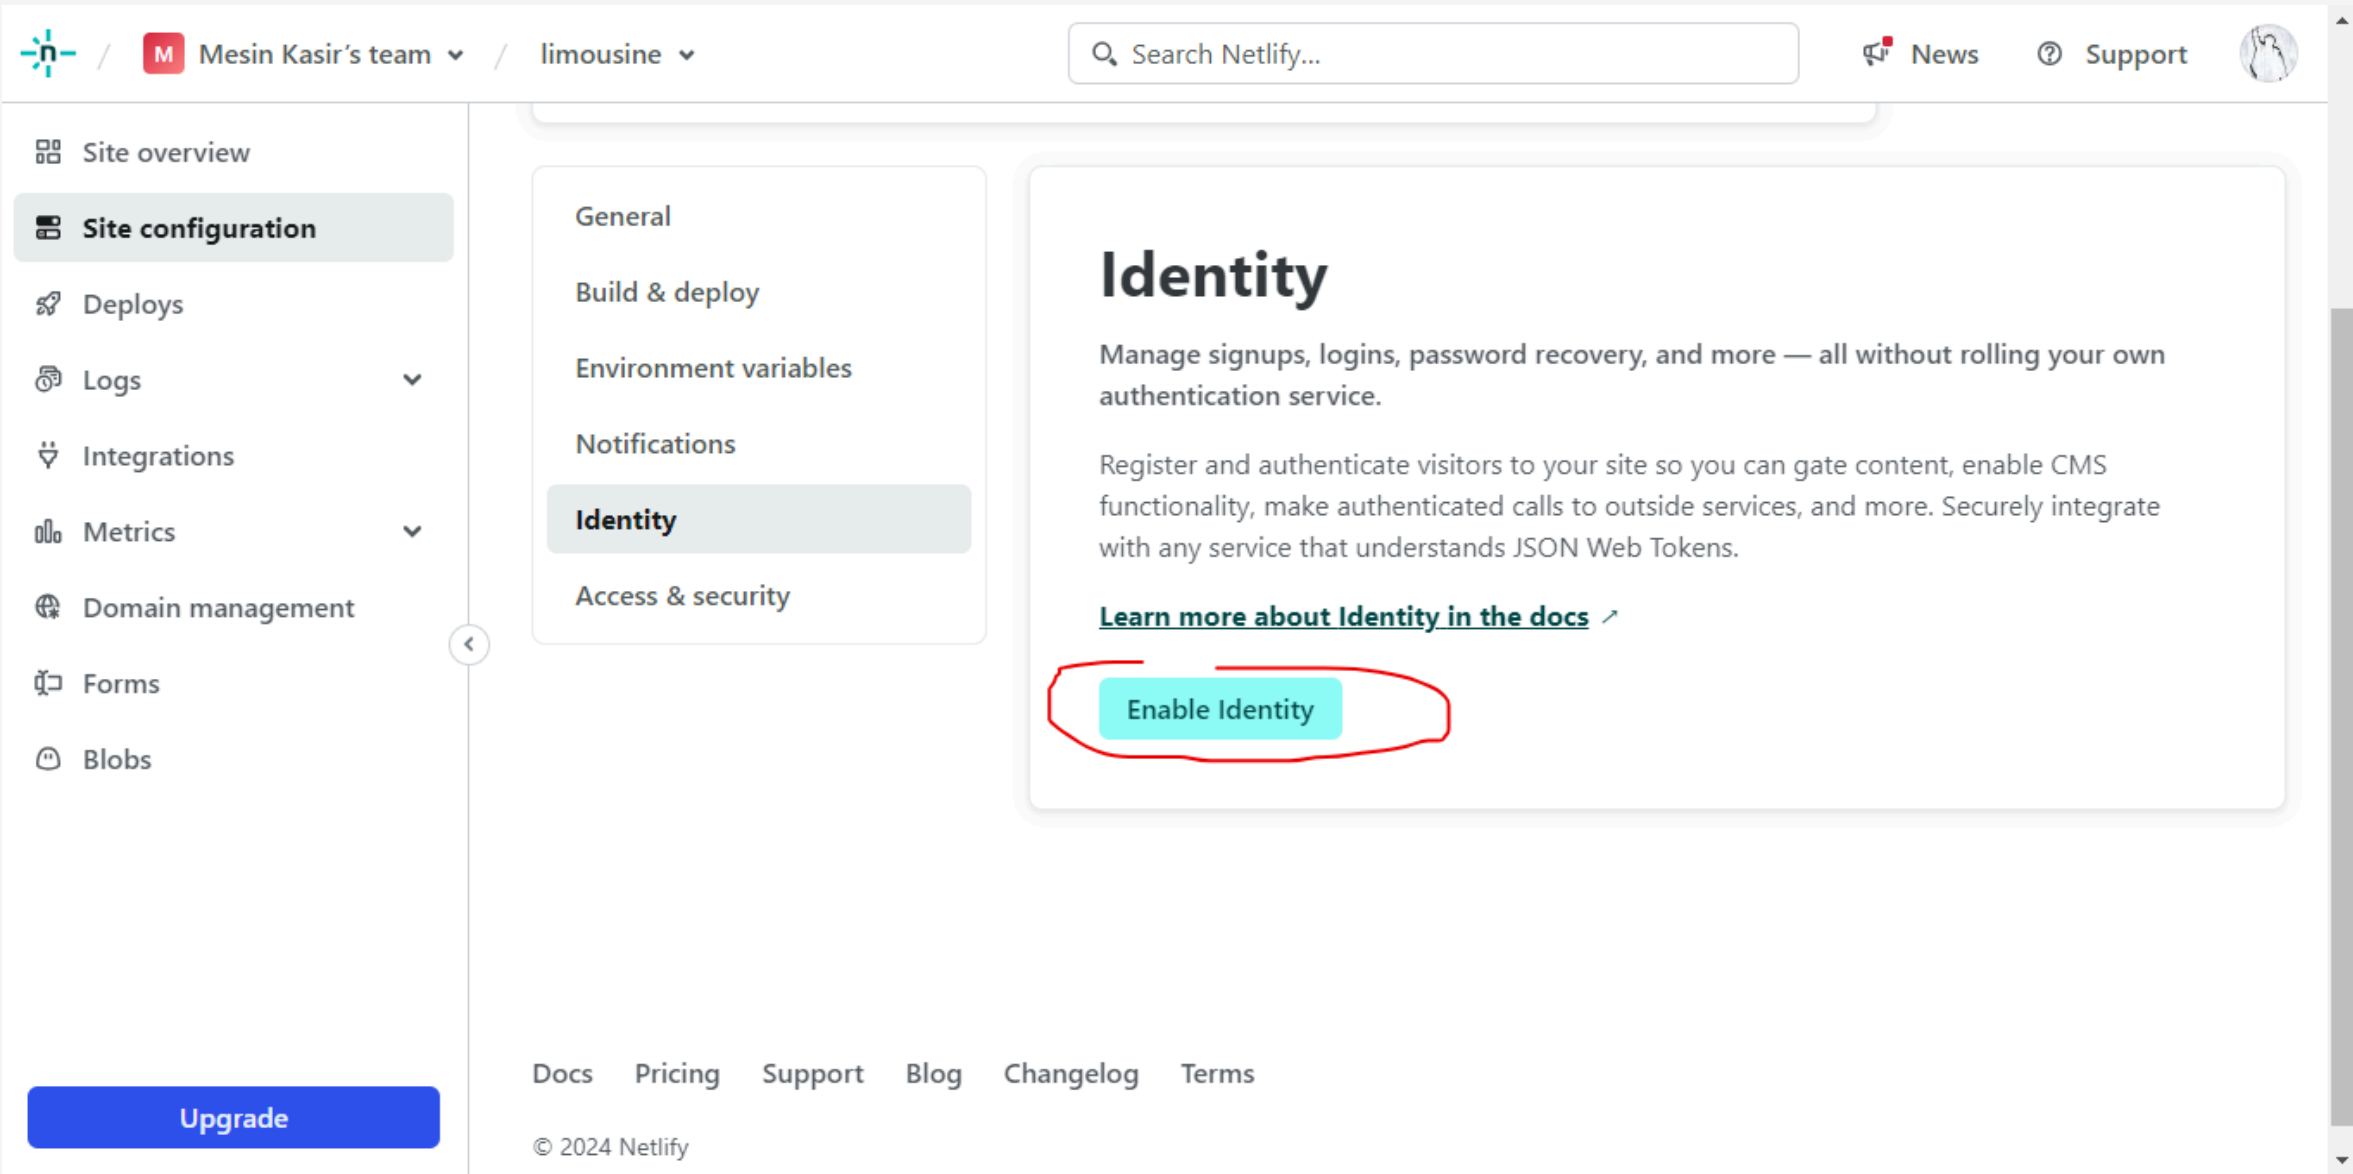 n / M Mesin Kasir’s team / limousine Search Netlify... News Support
Site overview
Site configuration
Deploys
Logs
Integrations
Metrics
Domain management
Forms
Blobs
Upgrade
General
Build & deploy
Environment variables
Notifications
Identity
Access & security
Identity
Manage signups, logins, password recovery, and more — all without rolling your own
authentication service.
Register and authenticate visitors to your site so you can gate content, enable CMS
functionality, make authenticated calls to outside services, and more. Securely integrate
with any service that understands JSON Web Tokens.
Learn more about Identity in the docs
Enable Identity
Docs Pricing Support Blog Changelog Terms
© 2024 Netlify